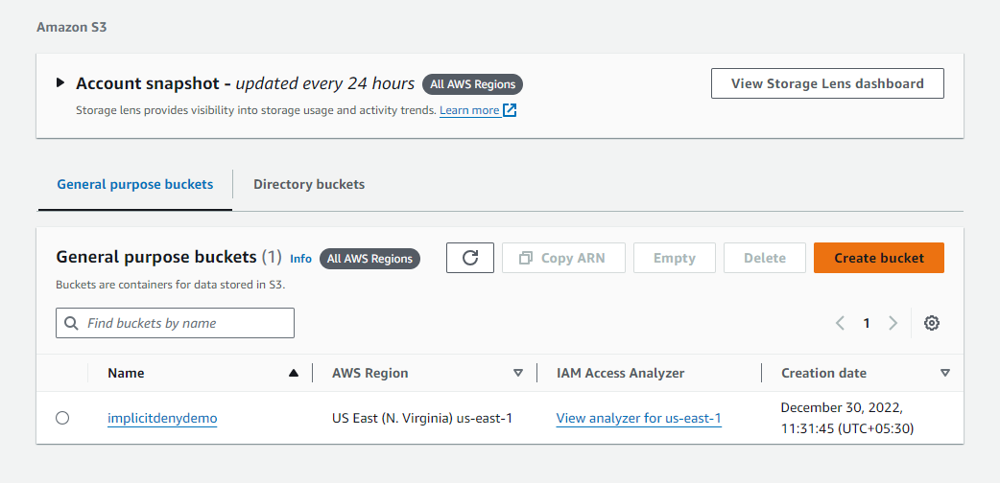 Amazon S3
Account snapshot - updated every 24 hours All AWS Regions
View Storage Lens dashboard
Storage lens provides visibility into storage usage and activity trends. Learn more
General purpose buckets
Directory buckets
General purpose buckets (1) Info All AWS Regions
Copy ARN
Empty
Delete
Create bucket
Buckets are containers for data stored in S3.
Find buckets by name
1
Name
AWS Region
IAM Access Analyzer
Creation date
implicitdenydemo
US East (N. Virginia) us-east-1
View analyzer for us-east-1
December 30, 2022,
11:31:45 (UTC+05:30)